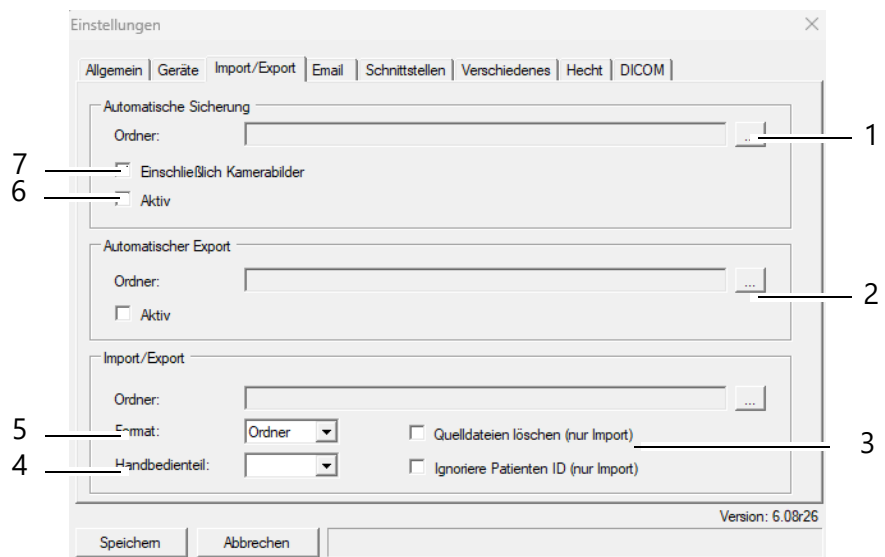 Einstellungen
Allgemein Geräte Import/Export Email Schnittstellen Verschiedenes Hecht DICOM
Automatische Sicherung
Ordner: ... 1
7 Einschließlich Kamerabilder
6 Aktiv
Automatischer Export
Ordner: ... 2
Aktiv
Import/Export
Ordner: ...
5 Format: Ordner Quelldateien löschen (nur Import) 3
4 Handbedienteil: Ignoriere Patienten ID (nur Import)
Version: 6.08r26
Speichern Abbrechen